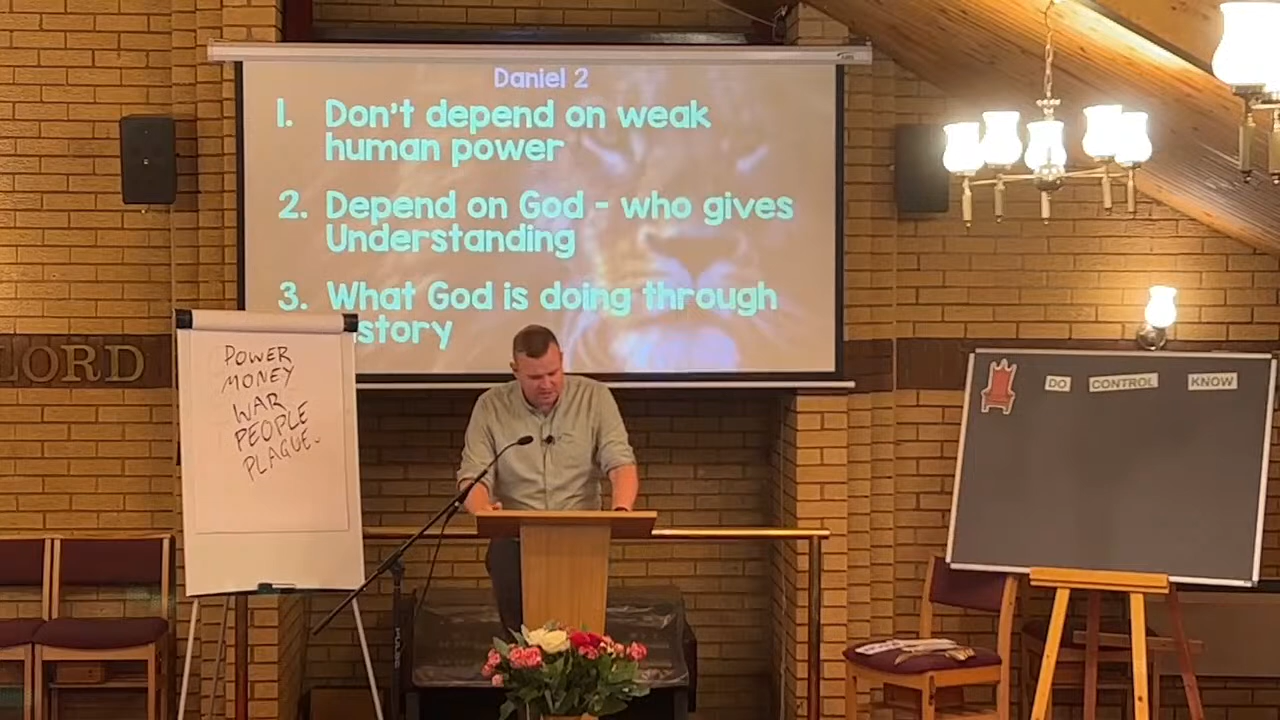 Daniel 2
1. Don't depend on weak
human power
2. Depend on God - who gives
Understanding
3. What God is doing through
story
LORD
POWER
MONEY
WAR
PEOPLE
PLAGUE.
DO CONTROL KNOW